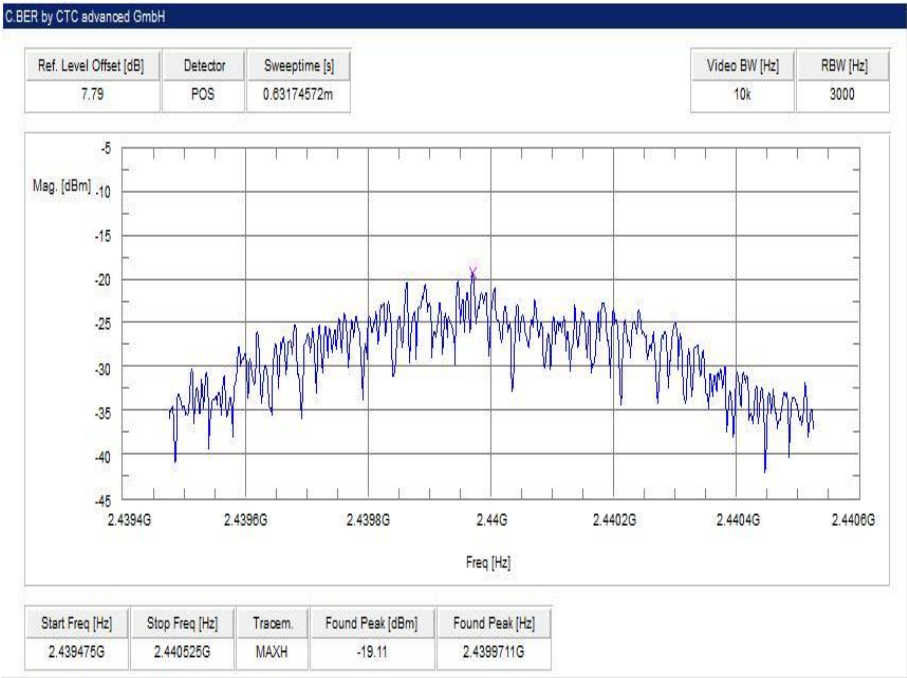 C.BER by CTC advanced GmbH
Ref. Level Offset [dB] Detector Sweeptime [s] Video BW [Hz] RBW [Hz]
7.79 POS 0.63174572m 10k 3000
-5
Mag. [dBm] -10
-15
-20
-25
-30
-35
-40
-45
2.4394G 2.4396G 2.4398G 2.44G 2.4402G 2.4404G 2.4406G
Freq [Hz]
Start Freq [Hz] Stop Freq [Hz] Tracem. Found Peak [dBm] Found Peak [Hz]
2.439475G 2.440525G MAXH -19.11 2.4399711G